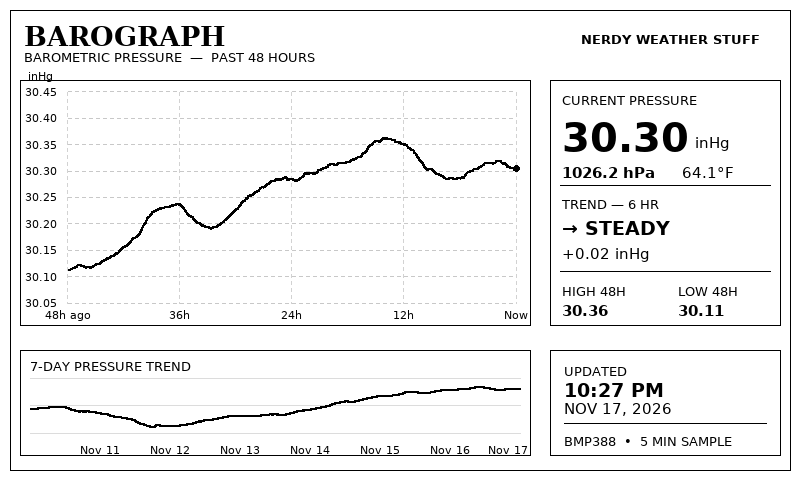 BAROGRAPH
BAROMETRIC PRESSURE — PAST 48 HOURS
NERDY WEATHER STUFF
inHg
30.45
30.40
30.35
30.30
30.25
30.20
30.15
30.10
30.05
48h ago 36h 24h 12h Now
CURRENT PRESSURE
30.30 inHg
1026.2 hPa 64.1°F
TREND — 6 HR
→ STEADY
+0.02 inHg
HIGH 48H LOW 48H
30.36 30.11
7-DAY PRESSURE TREND
Nov 11 Nov 12 Nov 13 Nov 14 Nov 15 Nov 16 Nov 17
UPDATED
10:27 PM
NOV 17, 2026
BMP388 • 5 MIN SAMPLE